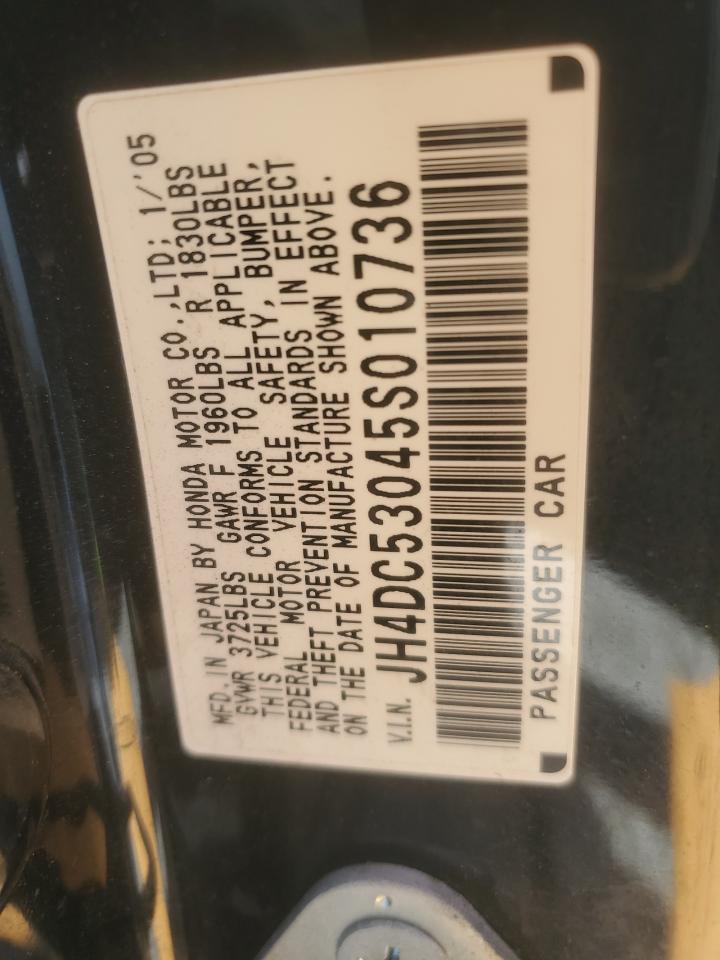 MFD. IN JAPAN BY HONDA MOTOR CO.,LTD; 1/'05
GVWR 3725LBS GAWR F 1960LBS R 1830LBS
THIS VEHICLE CONFORMS TO ALL APPLICABLE
FEDERAL MOTOR VEHICLE SAFETY, BUMPER,
AND THEFT PREVENTION STANDARDS IN EFFECT
ON THE DATE OF MANUFACTURE SHOWN ABOVE.
V.I.N. JH4DC53045S010736
PASSENGER CAR